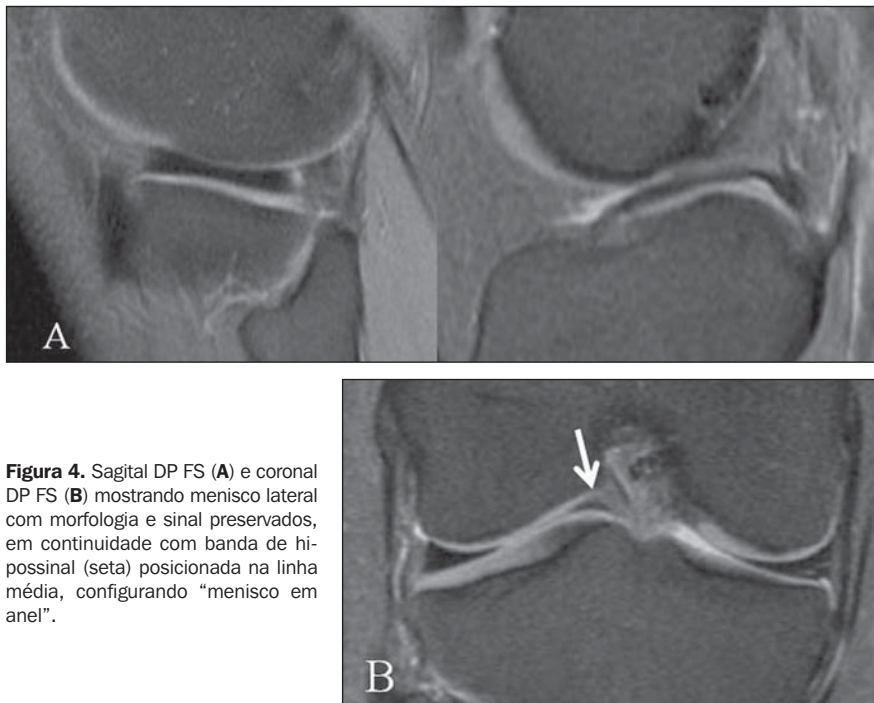 A
Figura 4. Sagital DP FS (A) e coronal
DP FS (B) mostrando menisco lateral
com morfologia e sinal preservados,
em continuidade com banda de hi-
possinal (seta) posicionada na linha
média, configurando “menisco em
anel”.
B